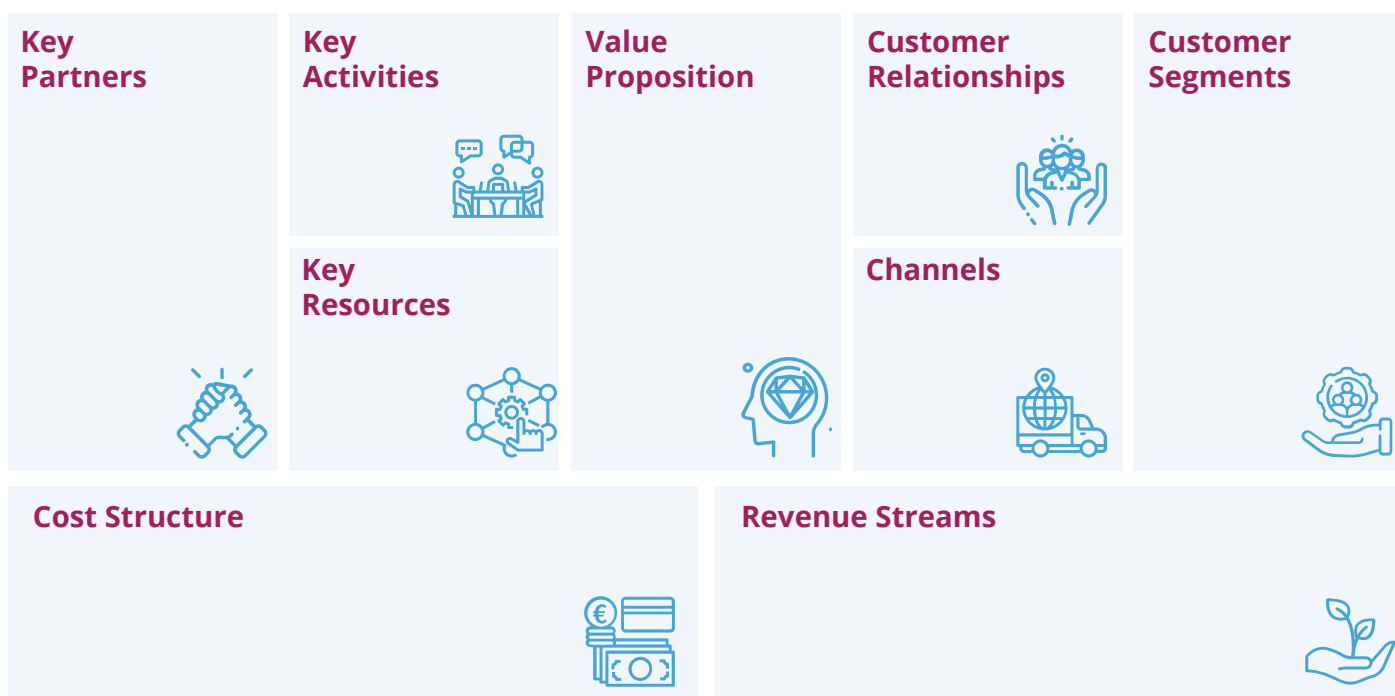 Key
Partners
Key
Activities
Key
Resources
Value
Proposition
Customer
Relationships
Channels
Customer
Segments
Cost Structure
€
Revenue Streams